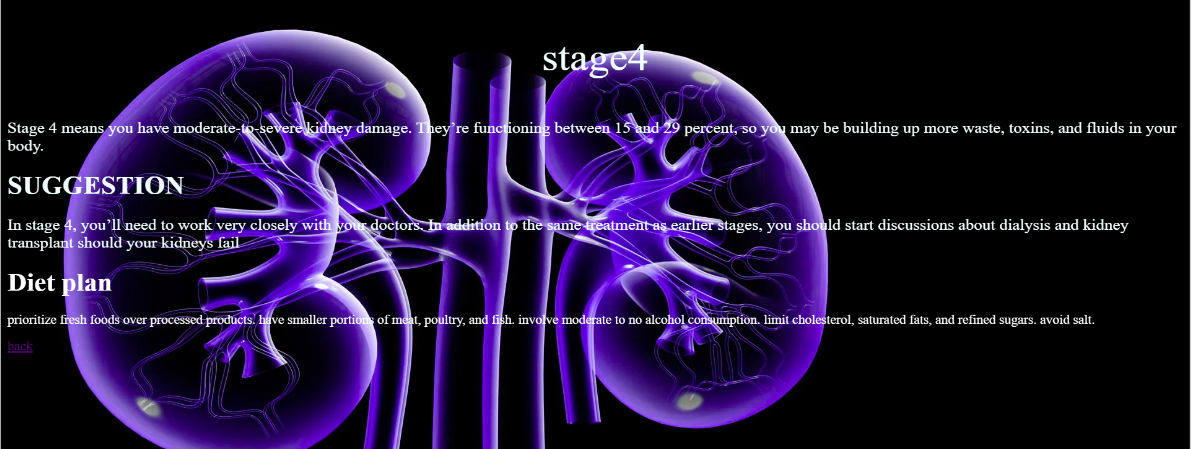 stage4
Stage 4 means you have moderate-to-severe kidney damage. They’re functioning between 15 and 29 percent, so you may be building up more waste, toxins, and fluids in your
body.
SUGGESTION
In stage 4, you’ll need to work very closely with your doctors. In addition to the same treatment as earlier stages, you should start discussions about dialysis and kidney
transplant should your kidneys fail
Diet plan
prioritize fresh foods over processed products. have smaller portions of meat, poultry, and fish. involve moderate to no alcohol consumption. limit cholesterol, saturated fats, and refined sugars. avoid salt.
back